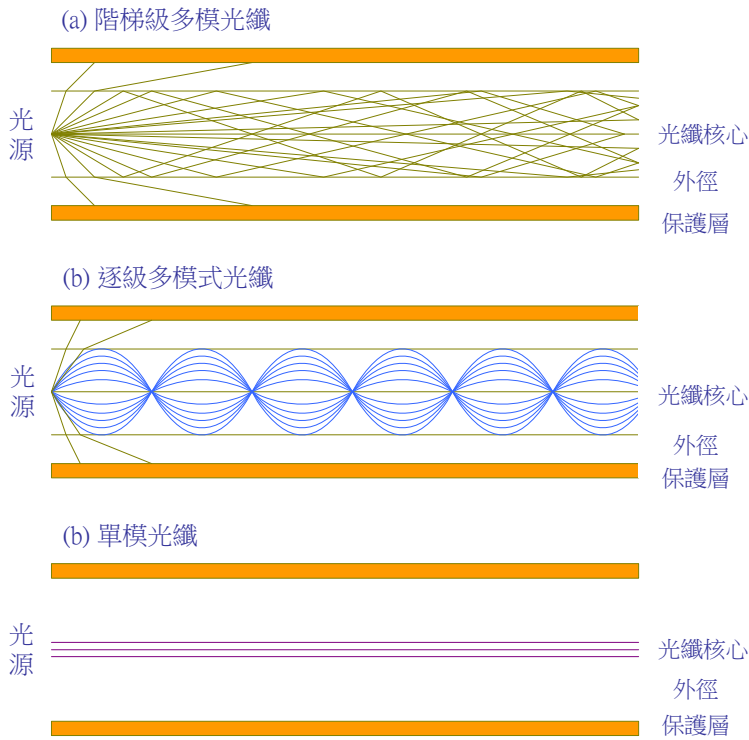 (a) 階梯級多模光纖
光
源
光纖核心
外徑
保護層
(b) 逐級多模式光纖
光
源
光纖核心
外徑
保護層
(b) 單模光纖
光
源
光纖核心
外徑
保護層